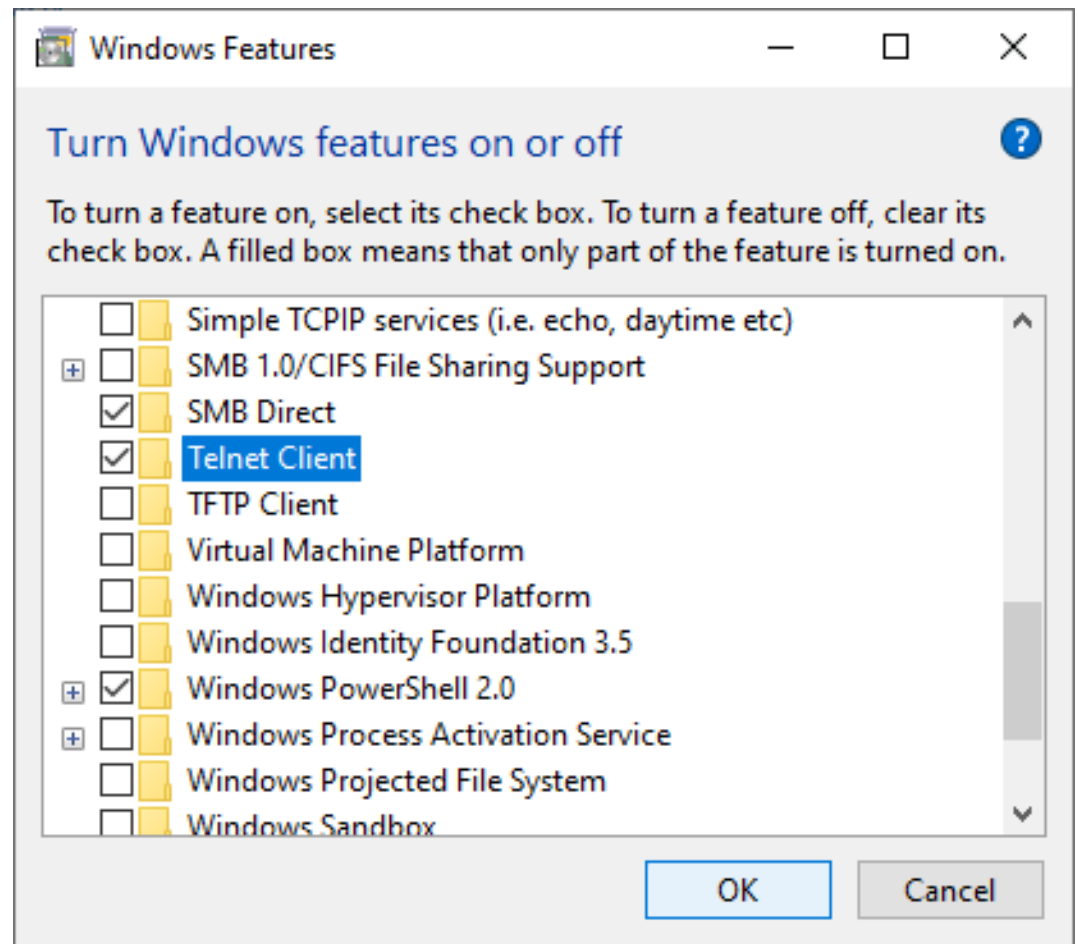 Windows Features
Turn Windows features on or off
To turn a feature on, select its check box. To turn a feature off, clear its
check box. A filled box means that only part of the feature is turned on.
Simple TCPIP services (i.e. echo, daytime etc)
SMB 1.0/CIFS File Sharing Support
SMB Direct
Telnet Client
TFTP Client
Virtual Machine Platform
Windows Hypervisor Platform
Windows Identity Foundation 3.5
Windows PowerShell 2.0
Windows Process Activation Service
Windows Projected File System
Windows Sandbox
OK Cancel